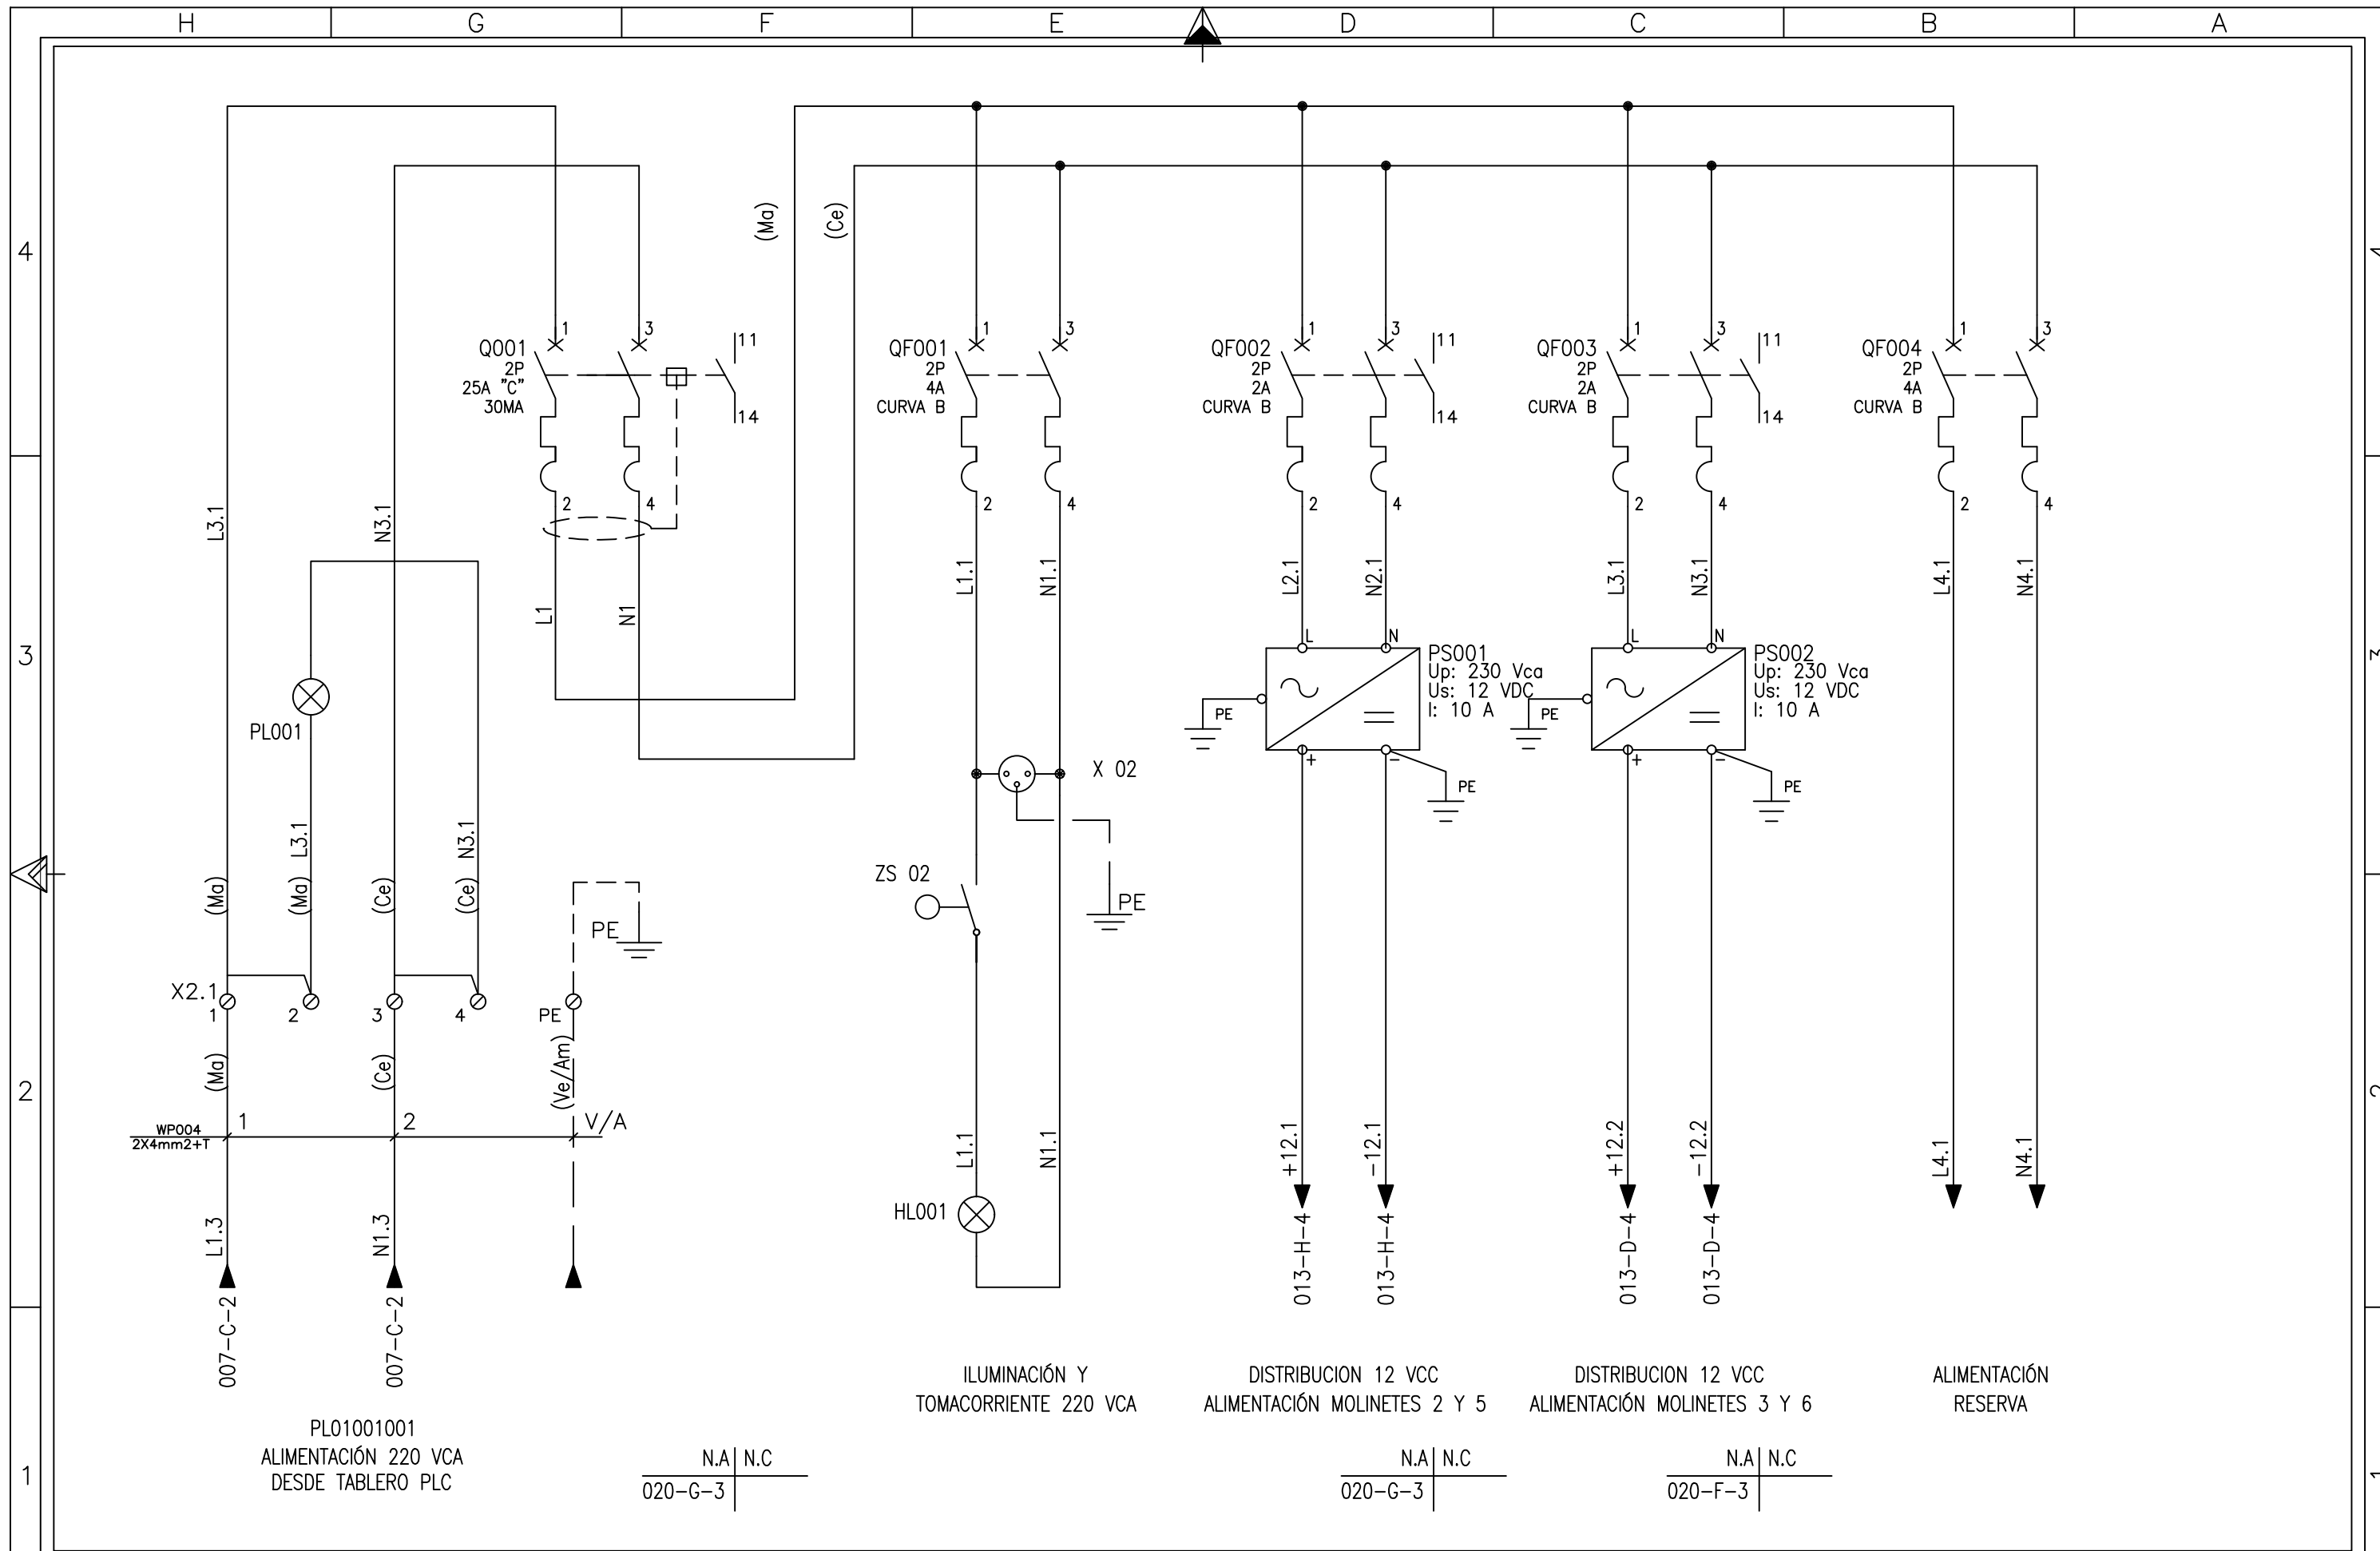 H G F E D C B A
4
3
2
1
(Ma)
(Ce)
Q001
2P
25A "C"
30MA
1
3
11
14
2
4
QF001
2P
4A
CURVA B
1
3
2
4
QF002
2P
2A
CURVA B
1
3
11
14
2
4
QF003
2P
2A
CURVA B
1
3
11
14
2
4
QF004
2P
4A
CURVA B
1
3
2
4
L3.1
N3.1
L1
N1
L1.1
N1.1
L2.1
N2.1
L3.1
N3.1
L4.1
N4.1
PL001
L N
PS001
Up: 230 Vca
Us: 12 VDC
I: 10 A
PE
+ -
PE
L N
PS002
Up: 230 Vca
Us: 12 VDC
I: 10 A
PE
+ -
PE
X 02
ZS 02
PE
L3.1
N3.1
(Ma)
(Ma)
(Ce)
(Ce)
PE
X2.1
1
2
3
4
PE
(Ma)
(Ce)
(Ve/Am)
WP004
2X4mm2+T
1
2
V/A
L1.1
N1.1
+12.1
-12.1
+12.2
-12.2
L4.1
N4.1
HL001
L1.3
N1.3
007-C-2
007-C-2
013-H-4
013-H-4
013-D-4
013-D-4
PL01001001
ALIMENTACIÓN 220 VCA
DESDE TABLERO PLC
ILUMINACIÓN Y
TOMACORRIENTE 220 VCA
DISTRIBUCION 12 VCC
ALIMENTACIÓN MOLINETES 2 Y 5
DISTRIBUCION 12 VCC
ALIMENTACIÓN MOLINETES 3 Y 6
ALIMENTACIÓN
RESERVA
N.A N.C
020-G-3
N.A N.C
020-G-3
N.A N.C
020-F-3